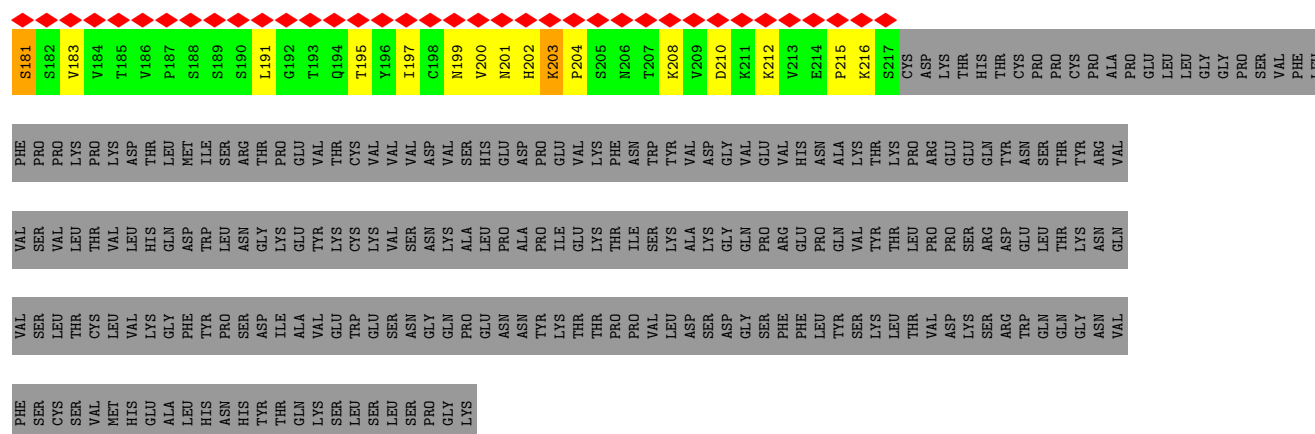 S181 S182 V183 V184 T185 V186 P187 S188 S189 S190 L191 G192 T193 Q194 T195 Y196 I197 C198 N199 V200 N201 H202 K203 P204 S205 N206 T207 K208 V209 D210 K211 K212 V213 E214 P215 K216 S217 CYS ASP LYS THR HIS THR CYS PRO PRO CYS PRO ALA PRO GLU LEU LEU GLY GLY PRO SER VAL PHE LEU
PHE PRO PRO LYS PRO LYS ASP THR LEU MET ILE SER ARG THR PRO GLU VAL THR CYS VAL VAL VAL ASP VAL SER HIS GLU ASP PRO GLU VAL LYS PHE ASN TRP TYR VAL ASP GLY VAL GLU VAL HIS ASN ALA LYS THR LYS PRO ARG GLU GLU GLN TYR ASN SER THR TYR ARG VAL
VAL SER VAL LEU THR VAL LEU HIS GLN ASP TRP LEU ASN GLY LYS GLU TYR LYS CYS LYS VAL SER ASN LYS ALA LEU PRO ALA PRO ILE GLU LYS THR ILE SER LYS ALA LYS GLY GLN PRO ARG GLU PRO GLN VAL TYR THR LEU PRO PRO SER ARG ASP GLU LEU THR LYS ASN GLN
VAL SER LEU THR CYS LEU VAL LYS GLY PHE TYR PRO SER ASP ILE ALA VAL GLU TRP GLU SER ASN GLY GLN PRO GLU ASN ASN TYR LYS THR THR PRO PRO VAL LEU ASP SER ASP GLY SER PHE PHE LEU TYR SER LYS LEU THR VAL ASP LYS SER ARG TRP GLN GLN GLY ASN VAL
PHE SER CYS SER VAL MET HIS GLU ALA LEU HIS ASN HIS TYR THR GLN LYS SER LEU SER LEU SER PRO GLY LYS